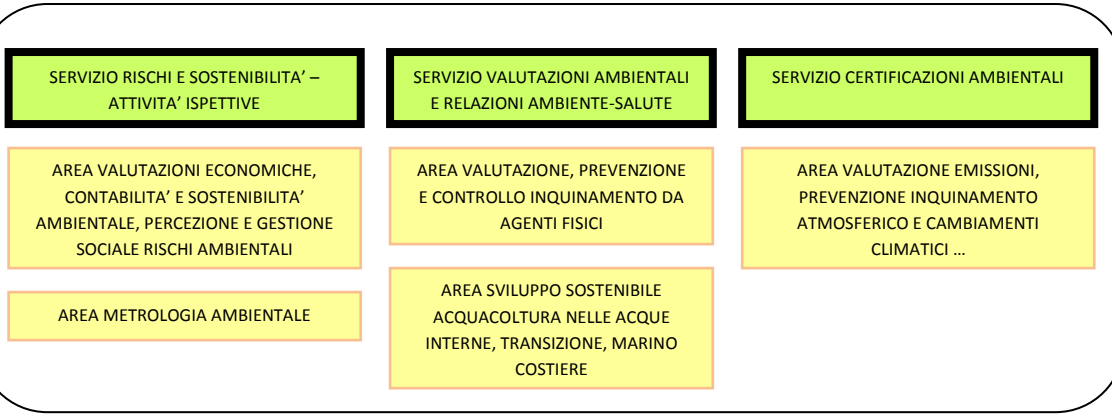 SERVIZIO RISCHI E SOSTENIBILITA’ –
ATTIVITA’ ISPETTIVE
AREA VALUTAZIONI ECONOMICHE,
CONTABILITA’ E SOSTENIBILITA’
AMBIENTALE, PERCEZIONE E GESTIONE
SOCIALE RISCHI AMBIENTALI
AREA METROLOGIA AMBIENTALE
SERVIZIO VALUTAZIONI AMBIENTALI
E RELAZIONI AMBIENTE-SALUTE
AREA VALUTAZIONE, PREVENZIONE
E CONTROLLO INQUINAMENTO DA
AGENTI FISICI
AREA SVILUPPO SOSTENIBILE
ACQUACOLTURA NELLE ACQUE
INTERNE, TRANSIZIONE, MARINO
COSTIERE
SERVIZIO CERTIFICAZIONI AMBIENTALI
AREA VALUTAZIONE EMISSIONI,
PREVENZIONE INQUINAMENTO
ATMOSFERICO E CAMBIAMENTI
CLIMATICI …